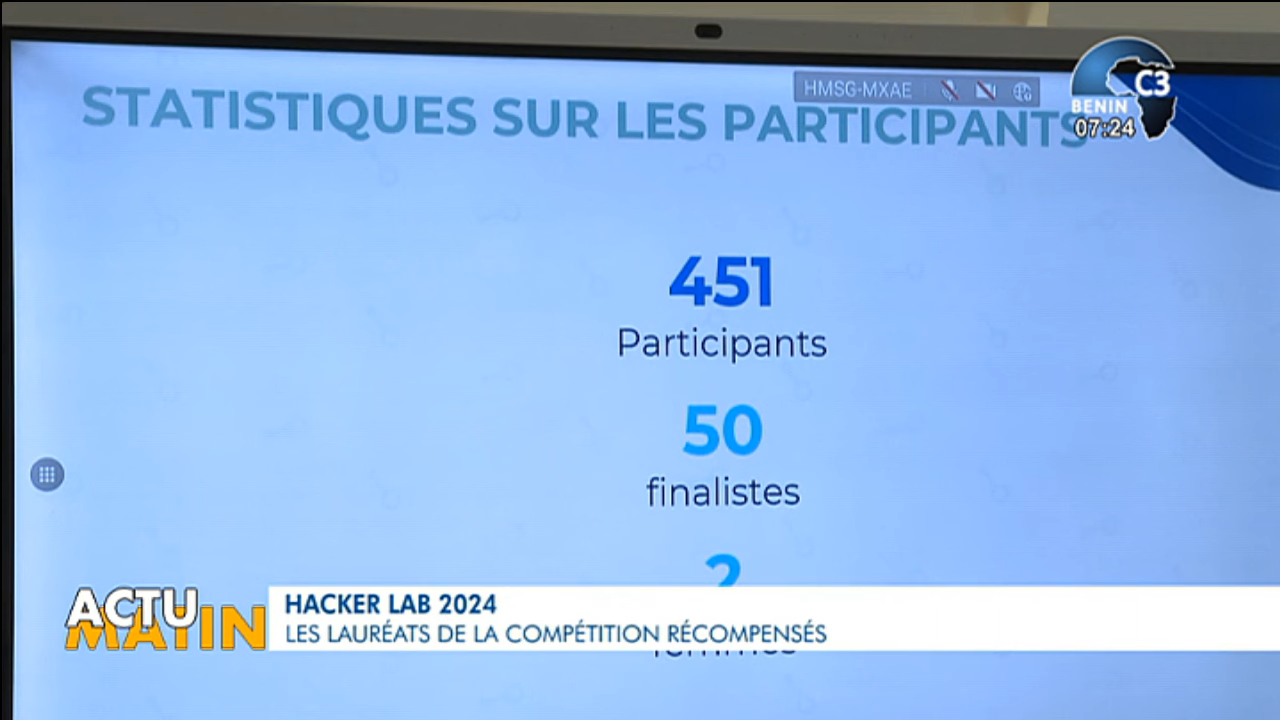 HMSG-MXAE
C3
BENIN
07:24
STATISTIQUES SUR LES PARTICIPANTS
451
Participants
50
finalistes
2
ACTU
MATIN
HACKER LAB 2024
LES LAURÉATS DE LA COMPÉTITION RÉCOMPENSÉS